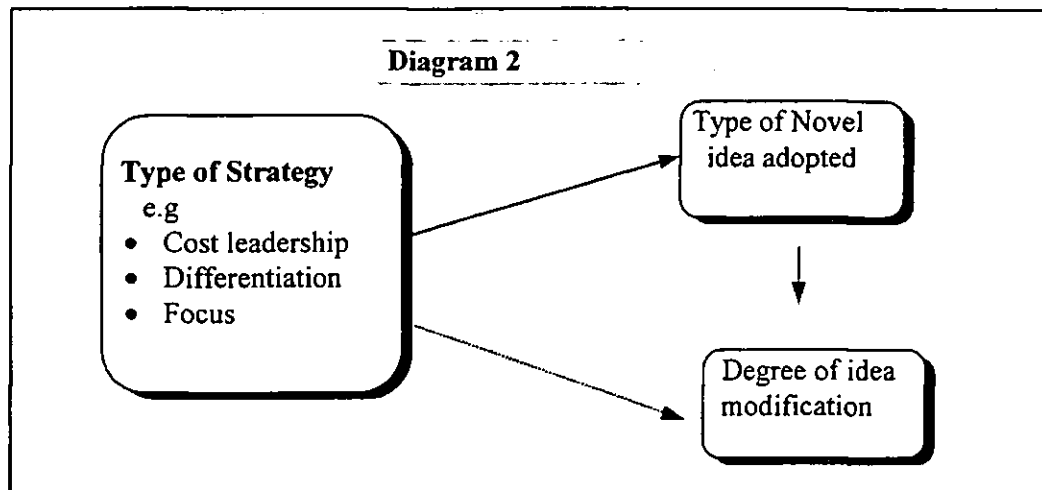 Diagram 2
Type of Strategy
e.g
• Cost leadership
• Differentiation
• Focus
Type of Novel
idea adopted
Degree of idea
modification